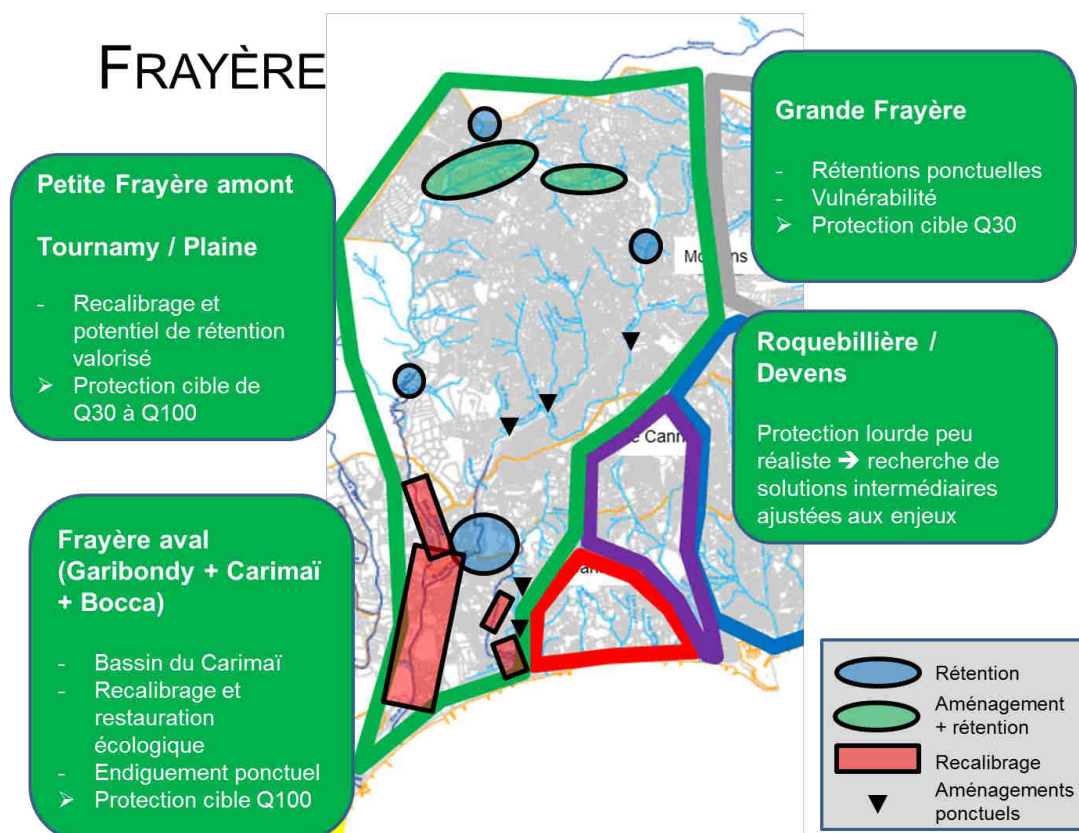 FRAYÈRE
Petite Frayère amont
Tournamy / Plaine
- Recalibrage et
potentiel de rétention
valorisé
➢ Protection cible de
Q30 à Q100
Frayère aval
(Garibondy + Carimaï
+ Bocca)
- Bassin du Carimaï
- Recalibrage et
restauration
écologique
- Endiguement ponctuel
➢ Protection cible Q100
Grande Frayère
- Rétentions ponctuelles
- Vulnérabilité
➢ Protection cible Q30
Roquebillière /
Devens
Protection lourde peu
réaliste ➔ recherche de
solutions intermédiaires
ajustées aux enjeux
Rétention
Aménagement
+ rétention
Recalibrage
Aménagements
ponctuels